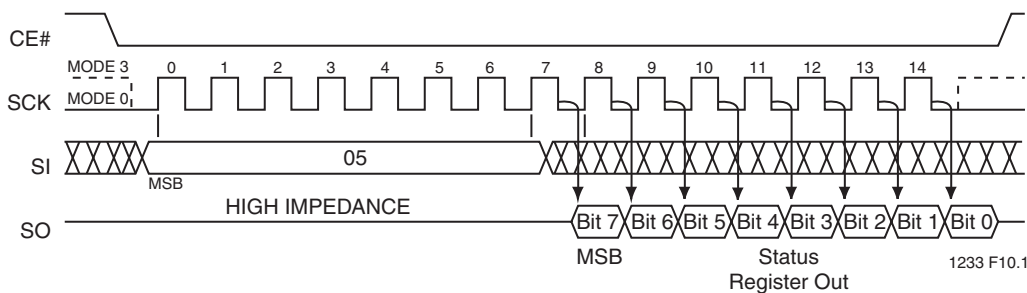 CE#
MODE 3
0 1 2 3 4 5 6 7 8 9 10 11 12 13 14
SCK
MODE 0
SI
05
MSB
HIGH IMPEDANCE
SO
Bit 7 Bit 6 Bit 5 Bit 4 Bit 3 Bit 2 Bit 1 Bit 0
MSB
Status
Register Out
1233 F10.1